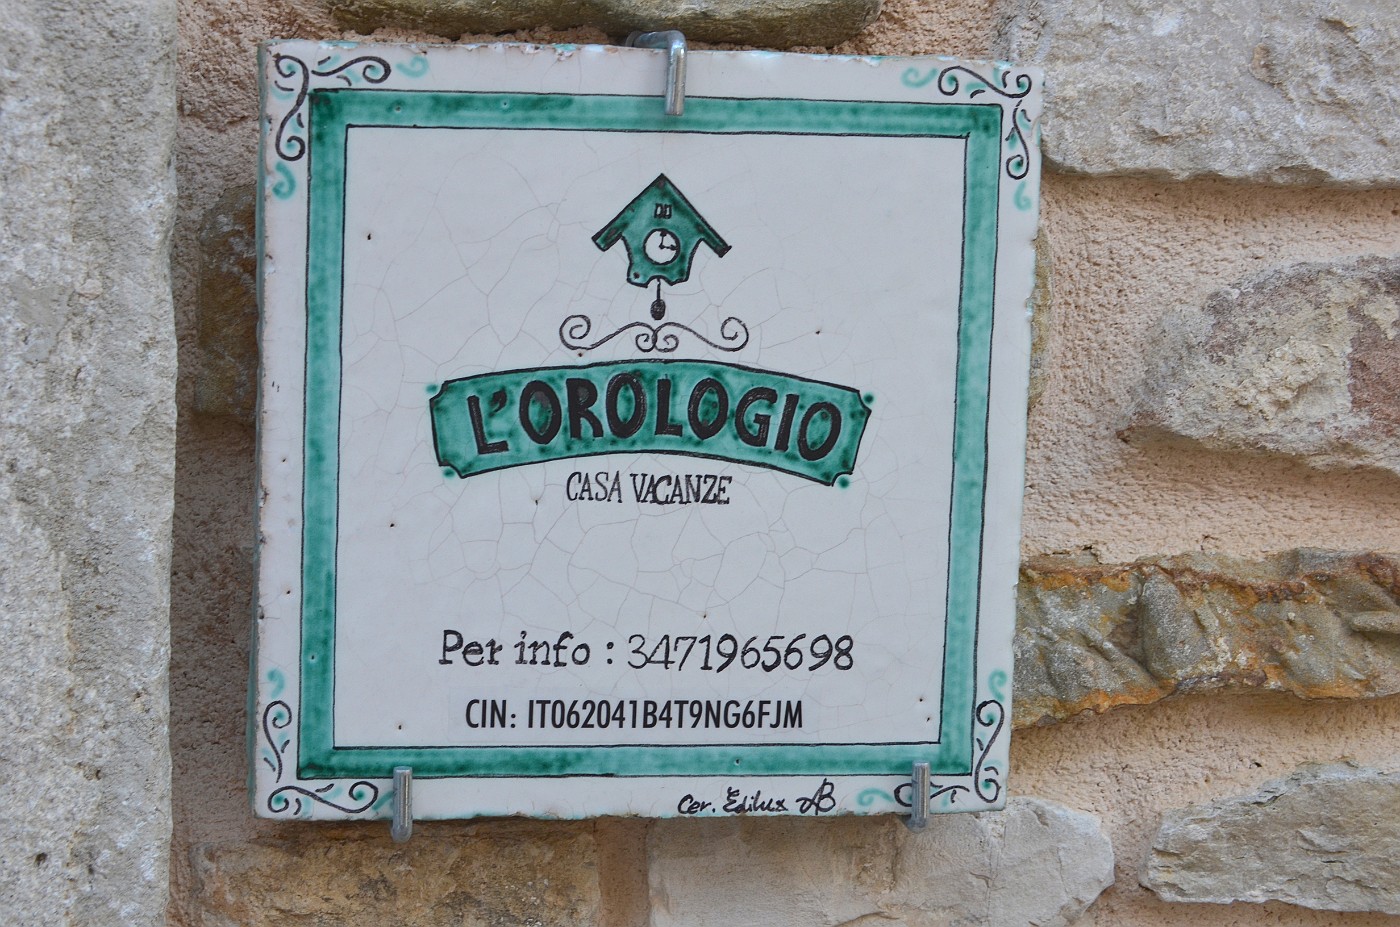 L'OROLOGIO
CASA VACANZE
Per info : 3471965698
CIN: IT062041B4T9NG6FJM
Cer. Edilux AB